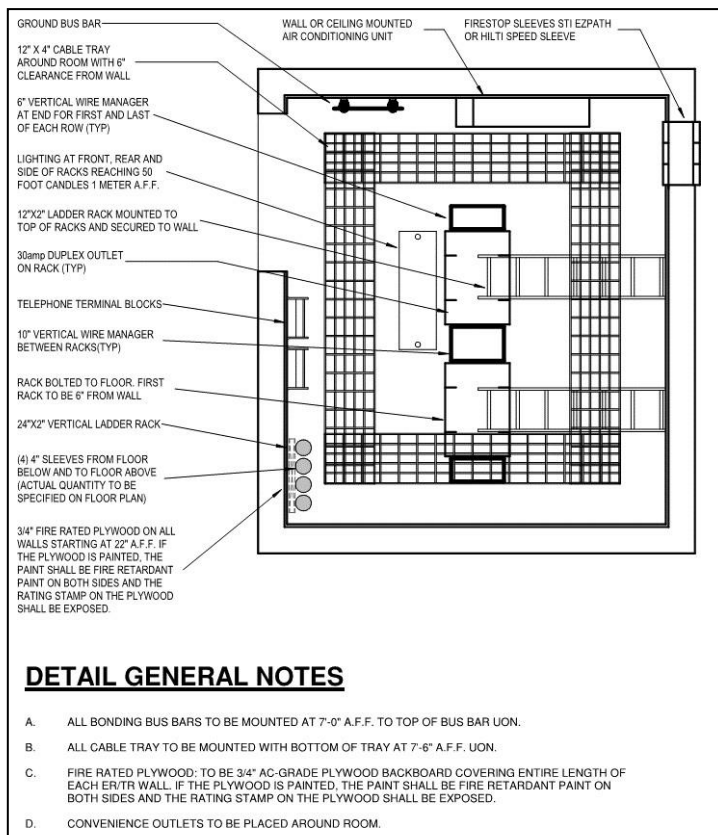 GROUND BUS BAR
12" X 4" CABLE TRAY
AROUND ROOM WITH 6"
CLEARANCE FROM WALL
6" VERTICAL WIRE MANAGER
AT END FOR FIRST AND LAST
OF EACH ROW (TYP)
LIGHTING AT FRONT, REAR AND
SIDE OF RACKS REACHING 50
FOOT CANDLES 1 METER A.F.F.
12"X2" LADDER RACK MOUNTED TO
TOP OF RACKS AND SECURED TO WALL
30amp DUPLEX OUTLET
ON RACK (TYP)
TELEPHONE TERMINAL BLOCKS
10" VERTICAL WIRE MANAGER
BETWEEN RACKS(TYP)
RACK BOLTED TO FLOOR. FIRST
RACK TO BE 6" FROM WALL
24"X2" VERTICAL LADDER RACK
(4) 4" SLEEVES FROM FLOOR
BELOW AND TO FLOOR ABOVE
(ACTUAL QUANTITY TO BE
SPECIFIED ON FLOOR PLAN)
3/4" FIRE RATED PLYWOOD ON ALL
WALLS STARTING AT 22" A.F.F. IF
THE PLYWOOD IS PAINTED, THE
PAINT SHALL BE FIRE RETARDANT
PAINT ON BOTH SIDES AND THE
RATING STAMP ON THE PLYWOOD
SHALL BE EXPOSED.
WALL OR CEILING MOUNTED
AIR CONDITIONING UNIT
FIRESTOP SLEEVES STI EZPATH
OR HILTI SPEED SLEEVE
DETAIL GENERAL NOTES
A. ALL BONDING BUS BARS TO BE MOUNTED AT 7'-0" A.F.F. TO TOP OF BUS BAR UON.
B. ALL CABLE TRAY TO BE MOUNTED WITH BOTTOM OF TRAY AT 7'-6" A.F.F. UON.
C. FIRE RATED PLYWOOD: TO BE 3/4" AC-GRADE PLYWOOD BACKBOARD COVERING ENTIRE LENGTH OF
EACH ER/TR WALL. IF THE PLYWOOD IS PAINTED, THE PAINT SHALL BE FIRE RETARDANT PAINT ON
BOTH SIDES AND THE RATING STAMP ON THE PLYWOOD SHALL BE EXPOSED.
D. CONVENIENCE OUTLETS TO BE PLACED AROUND ROOM.